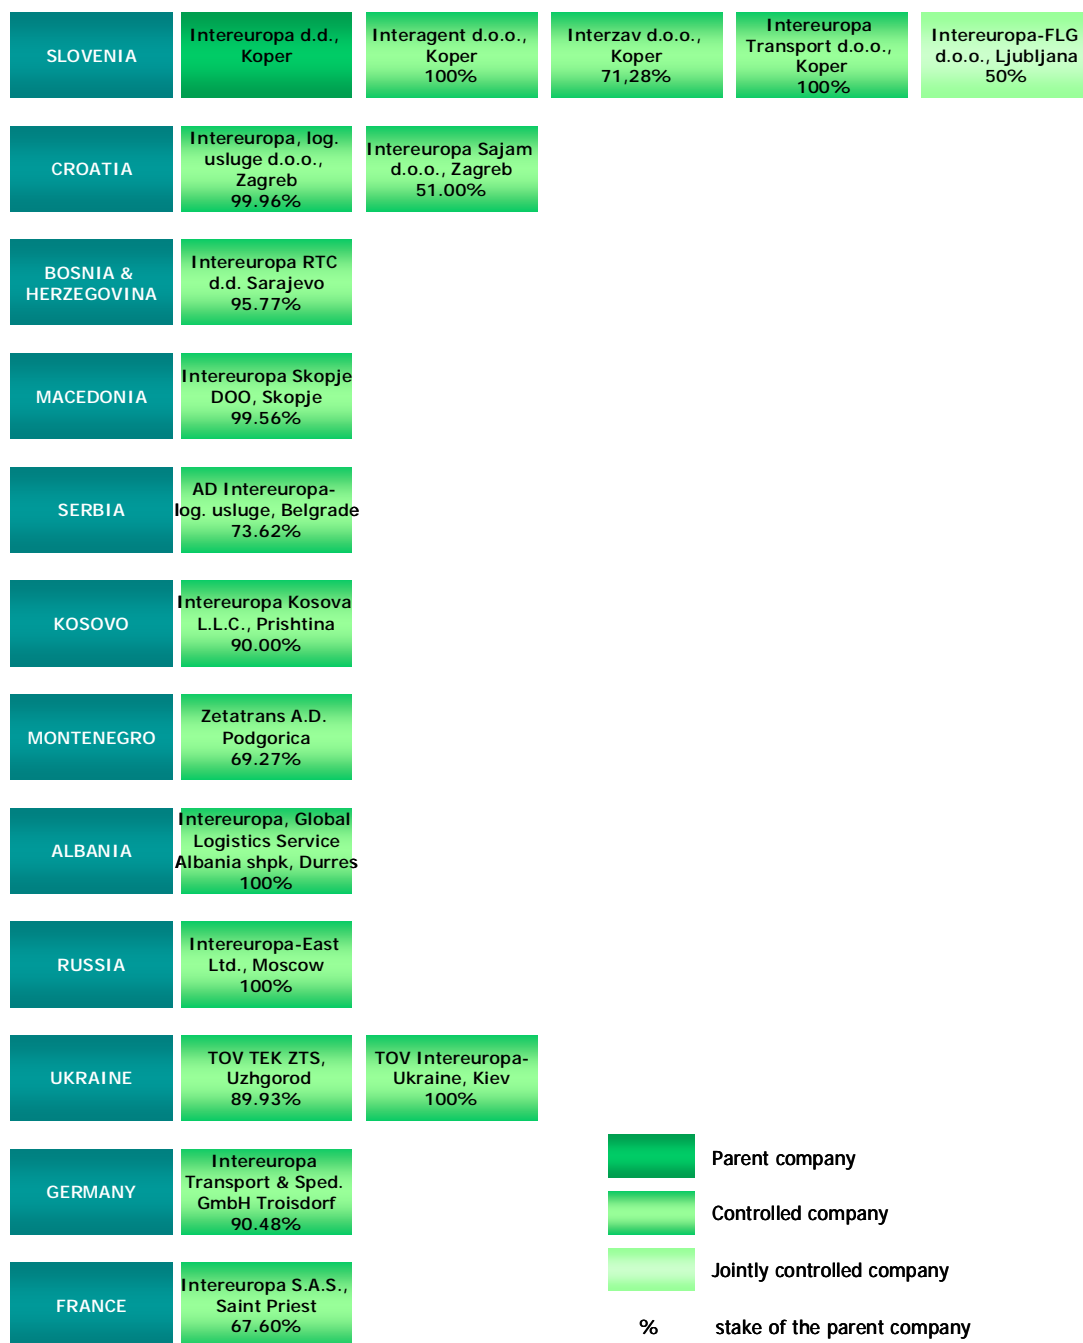 SLOVENIA
Intereuropa d.d.,
Koper
Interagent d.o.o.,
Koper
100%
Interzav d.o.o.,
Koper
71,28%
Intereuropa
Transport d.o.o.,
Koper
100%
Intereuropa-FLG
d.o.o., Ljubljana
50%
CROATIA
Intereuropa, log.
usluge d.o.o.,
Zagreb
99.96%
Intereuropa Sajam
d.o.o., Zagreb
51.00%
BOSNIA &
HERZEGOVINA
Intereuropa RTC
d.d. Sarajevo
95.77%
MACEDONIA
Intereuropa Skopje
DOO, Skopje
99.56%
SERBIA
AD Intereuropa-
log. usluge, Belgrade
73.62%
KOSOVO
Intereuropa Kosova
L.L.C., Prishtina
90.00%
MONTENEGRO
Zetatrans A.D.
Podgorica
69.27%
ALBANIA
Intereuropa, Global
Logistics Service
Albania shpk, Durres
100%
RUSSIA
Intereuropa-East
Ltd., Moscow
100%
UKRAINE
TOV TEK ZTS,
Uzhgorod
89.93%
TOV Intereuropa-
Ukraine, Kiev
100%
GERMANY
Intereuropa
Transport & Sped.
GmbH Troisdorf
90.48%
FRANCE
Intereuropa S.A.S.,
Saint Priest
67.60%
Parent company
Controlled company
Jointly controlled company
% stake of the parent company